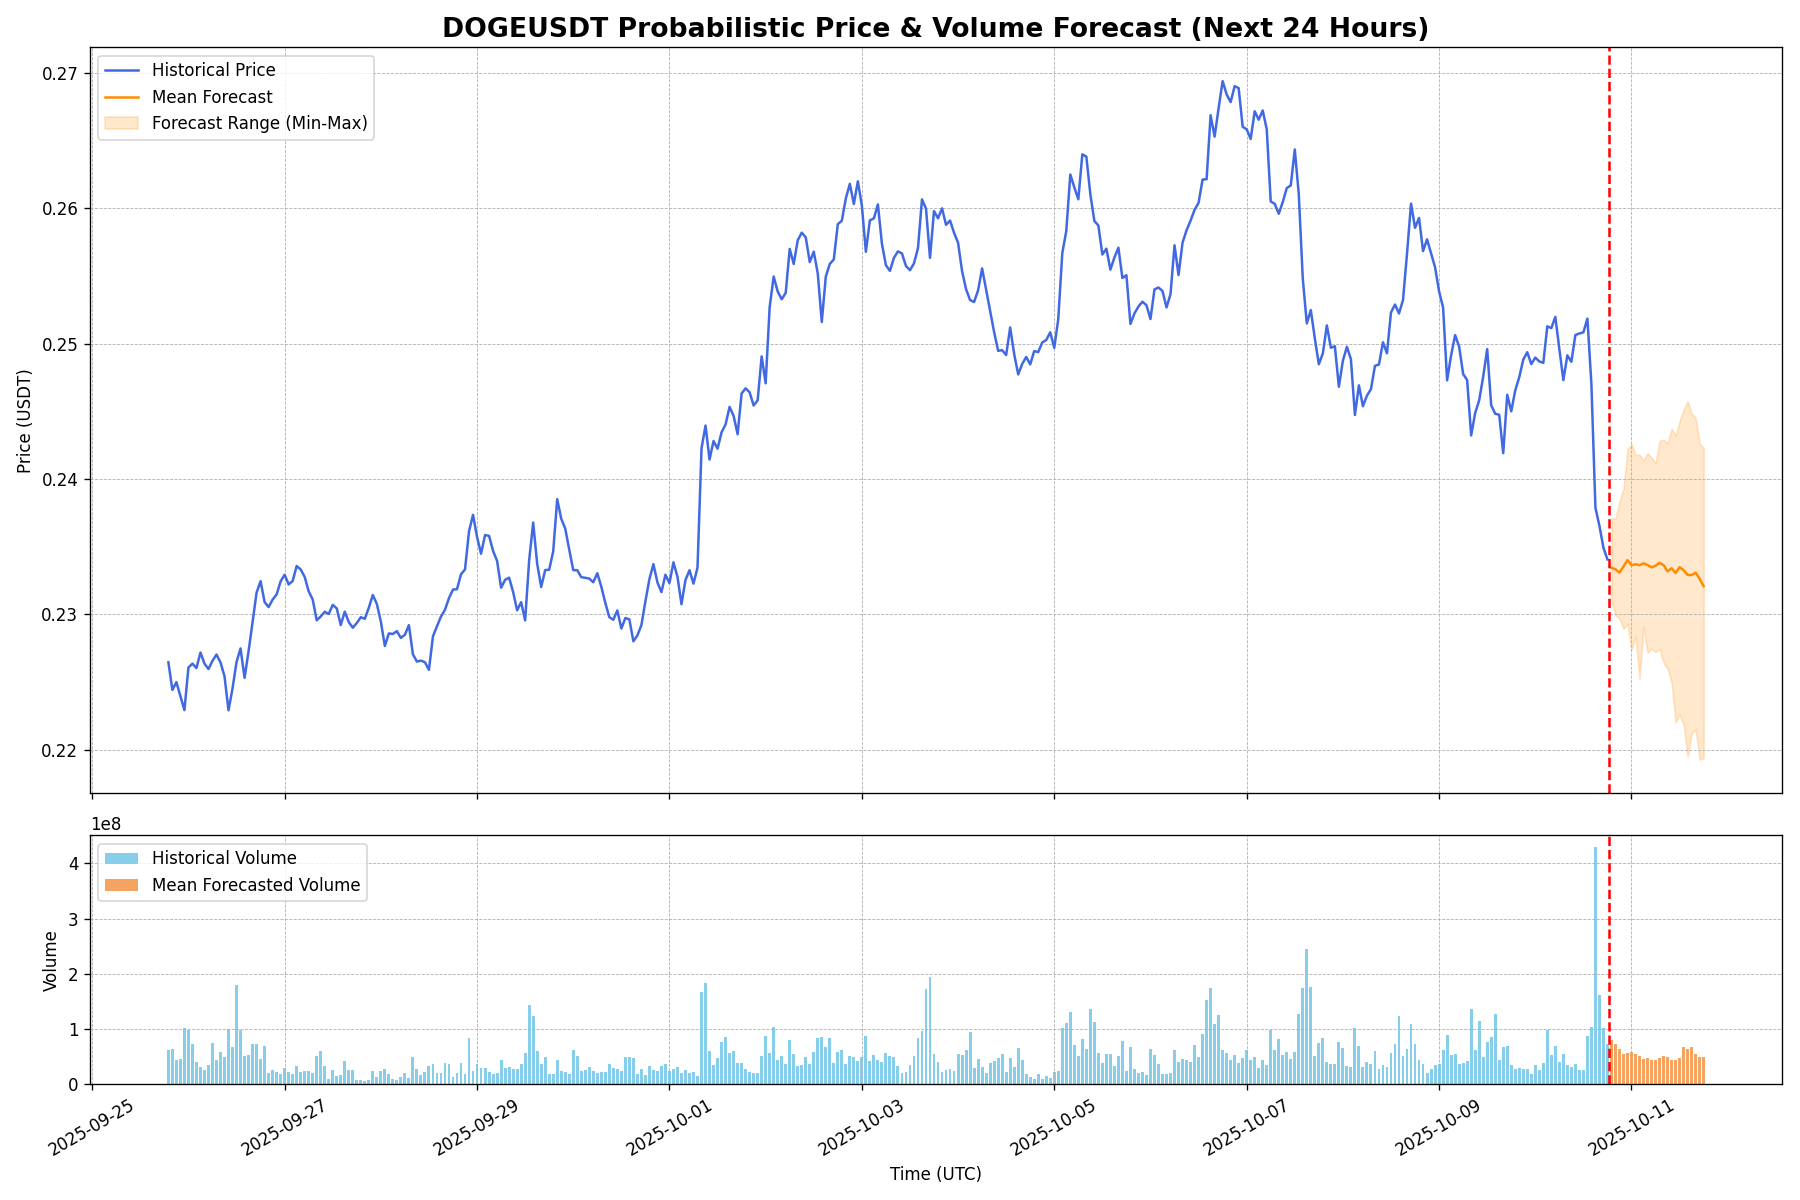 DOGEUSDT Probabilistic Price & Volume Forecast (Next 24 Hours)
Historical Price
Mean Forecast
Forecast Range (Min-Max)
Price (USDT)
0.27
0.26
0.25
0.24
0.23
0.22
1e8
Historical Volume
Mean Forecasted Volume
Volume
4
3
2
1
0
2025-09-25
2025-09-27
2025-09-29
2025-10-01
2025-10-03
2025-10-05
2025-10-07
2025-10-09
2025-10-11
Time (UTC)